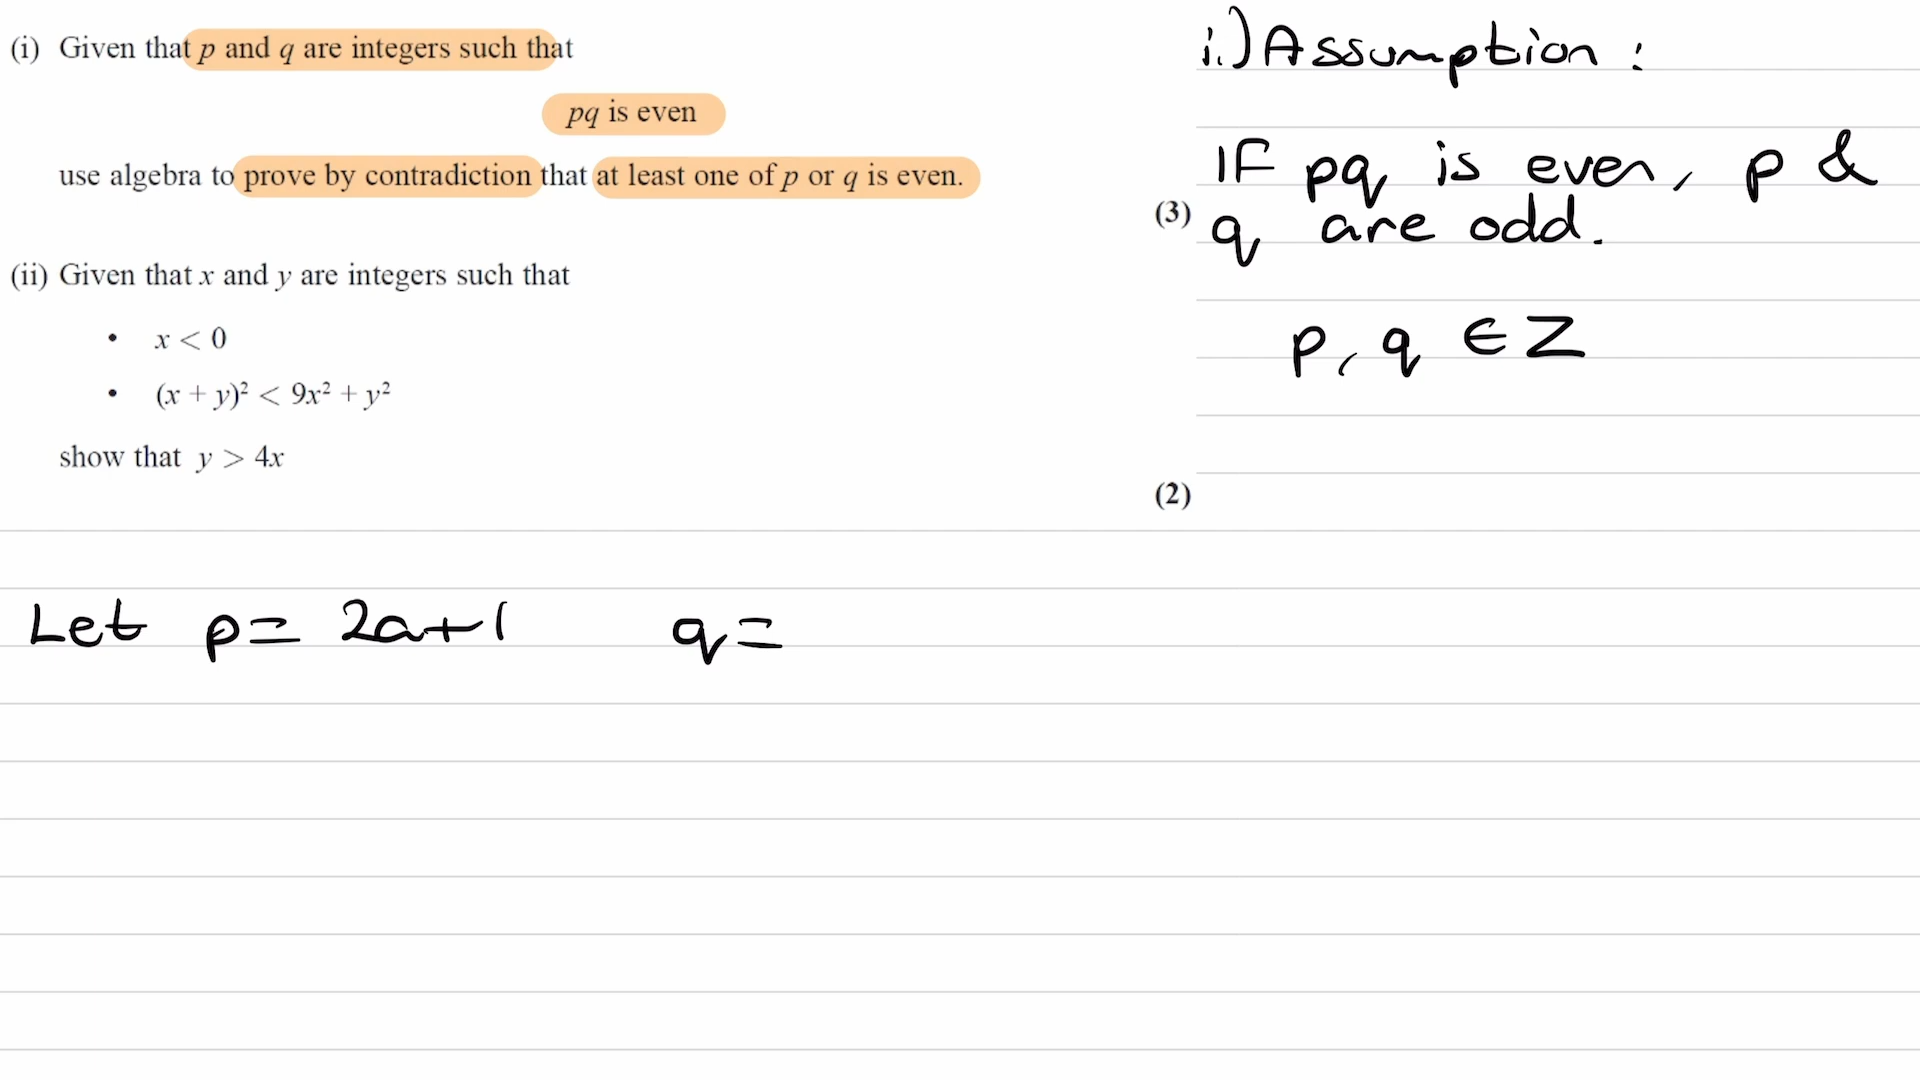 (i) Given that p and q are integers such that
pq is even
use algebra to prove by contradiction that at least one of p or q is even.
(3)
(ii) Given that x and y are integers such that
• x < 0
• (x + y)² < 9x² + y²
show that y > 4x
(2)
i.) Assumption :
IF pq is even, p &
q are odd.
p, q ∈ Z
Let p = 2a+1 q =